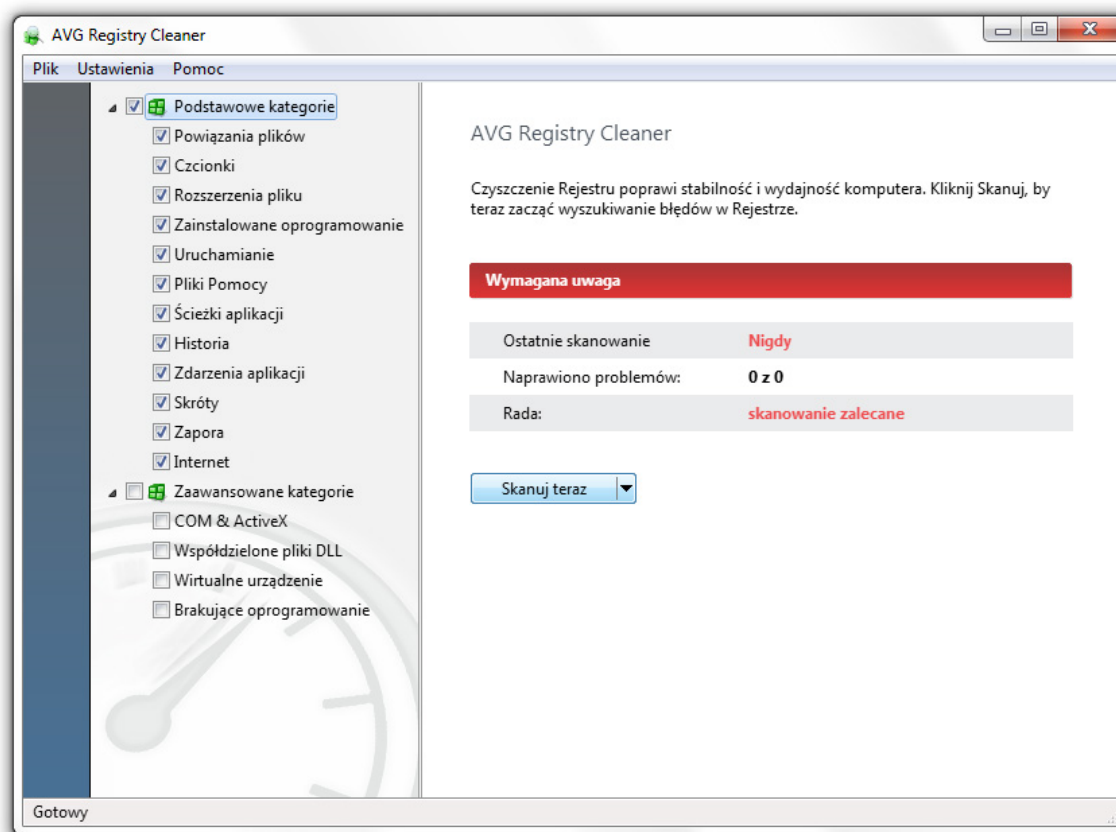 AVG Registry Cleaner
Plik Ustawienia Pomoc
Podstawowe kategorie
Powiązania plików
Czcionki
Rozszerzenia pliku
Zainstalowane oprogramowanie
Uruchamianie
Pliki Pomocy
Ścieżki aplikacji
Historia
Zdarzenia aplikacji
Skróty
Zapora
Internet
Zaawansowane kategorie
COM & ActiveX
Współdzielone pliki DLL
Wirtualne urządzenie
Brakujące oprogramowanie
AVG Registry Cleaner
Czyszczenie Rejestru poprawi stabilność i wydajność komputera. Kliknij Skanuj, by
teraz zacząć wyszukiwanie błędów w Rejestrze.
Wymagana uwaga
Ostatnie skanowanie Nigdy
Naprawiono problemów: 0 z 0
Rada: skanowanie zalecane
Skanuj teraz
Gotowy